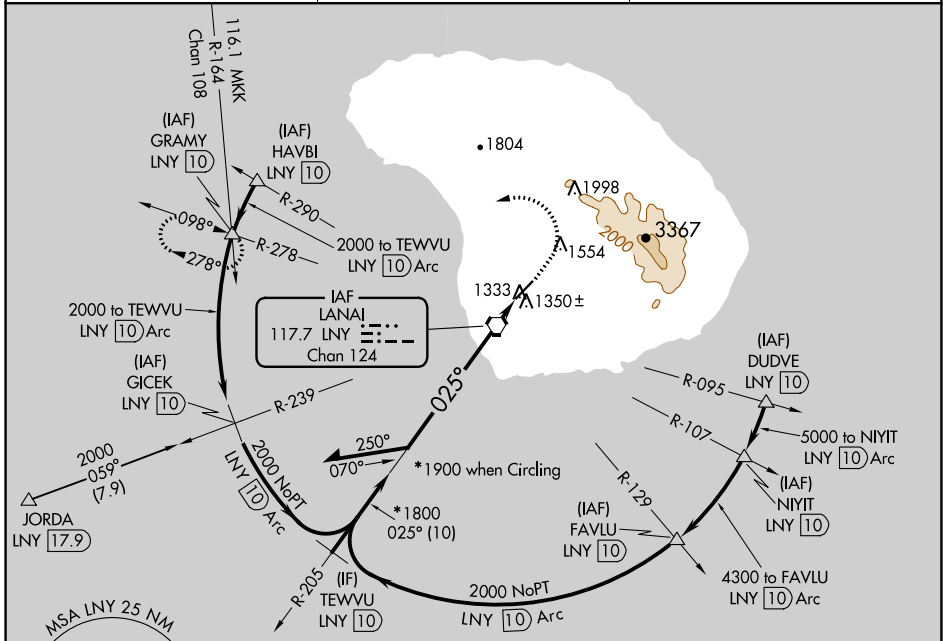 116.1 MKK
R-164
Chan 108
(IAF)
GRAMY
LNY 10
(IAF)
HAVBI
LNY 10
R-290
098°
R-278
278°
2000 to TEWVU
LNY 10 Arc
2000 to TEWVU
LNY 10 Arc
1804
1998
2000
3367
1554
1333
1350±
IAF
LANAI
117.7 LNY
Chan 124
(IAF)
GICEK
LNY 10
R-239
2000
059°
(7.9)
JORDA
LNY 17.9
025°
250°
070°
*1900 when Circling
2000 NoPT
LNY 10 Arc
*1800
025° (10)
R-205
(IF)
TEWVU
LNY 10
(IAF)
DUDVE
LNY 10
R-095
R-107
5000 to NIYIT
LNY 10 Arc
(IAF)
NIYIT
LNY 10
R-129
(IAF)
FAVLU
LNY 10
4300 to FAVLU
LNY 10 Arc
2000 NoPT
LNY 10 Arc
MSA LNY 25 NM